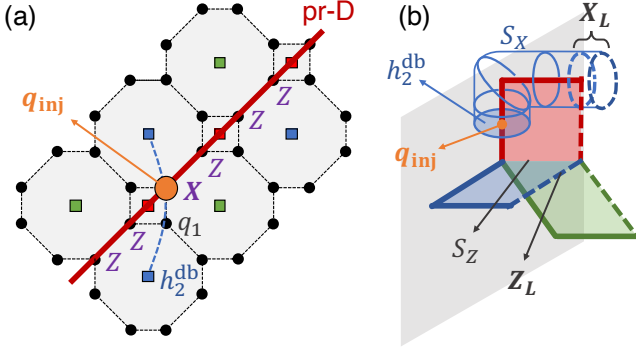 (a)
pr-D
Z
Z
Z
q_inj
Z
X
q_1
Z
Z
h_2^db
(b)
S_X
X_L
h_2^db
q_inj
S_Z
Z_L